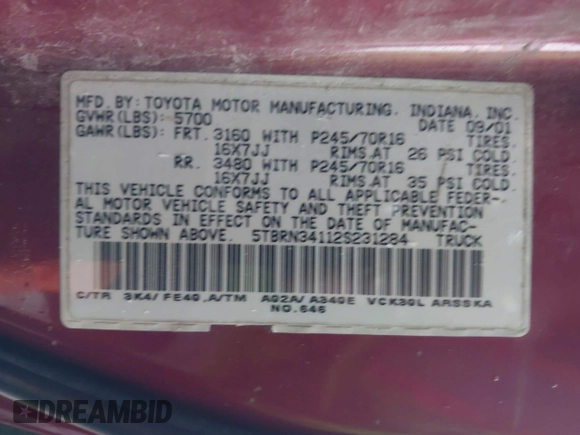 MFD. BY: TOYOTA MOTOR MANUFACTURING, INDIANA, INC.
GVWR(LBS): 5700 DATE 09/01
GAWR(LBS): FRT. 3160 WITH P245/70R16 TIRES,
16X7JJ RIMS,AT 26 PSI COLD.
RR. 3480 WITH P245/70R16 TIRES,
16X7JJ RIMS,AT 35 PSI COLD.
THIS VEHICLE CONFORMS TO ALL APPLICABLE FEDER-
AL MOTOR VEHICLE SAFETY AND THEFT PREVENTION
STANDARDS IN EFFECT ON THE DATE OF MANUFAC-
TURE SHOWN ABOVE. 5TBRN34112S231284 TRUCK
C/TR 3K4/FE40,A/TM A02A/A340E VCK30L ARSSKA
NO.646
DREAMBID